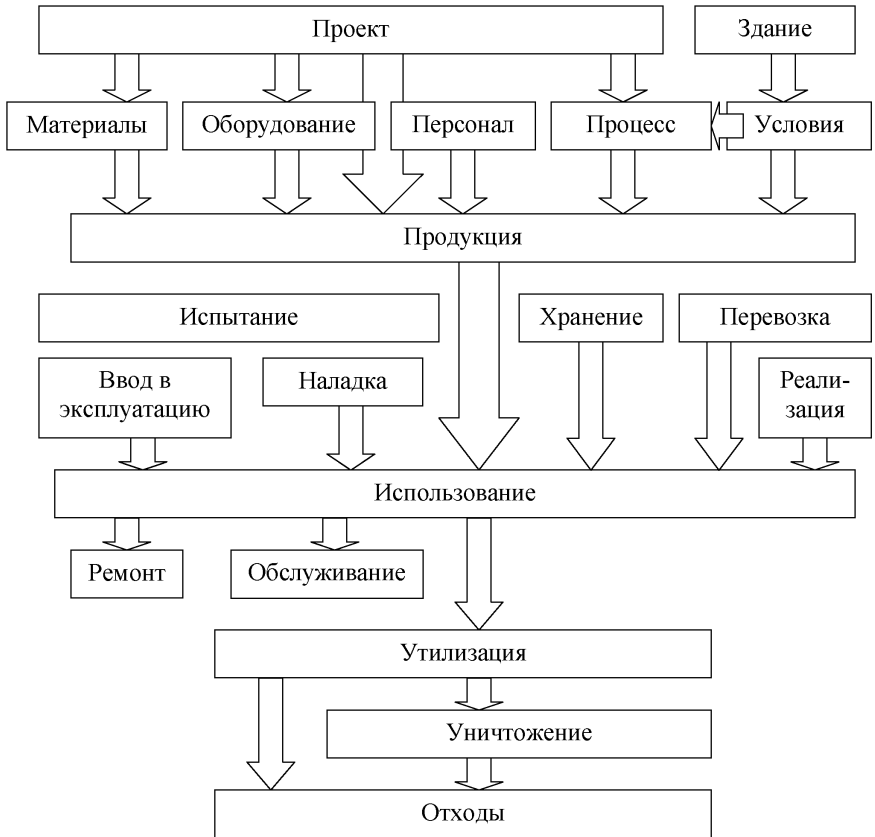 Проект
Здание
Материалы
Оборудование
Персонал
Процесс
Условия
Продукция
Испытание
Хранение
Перевозка
Ввод в
эксплуатацию
Наладка
Реали-
зация
Использование
Ремонт
Обслуживание
Утилизация
Уничтожение
Отходы